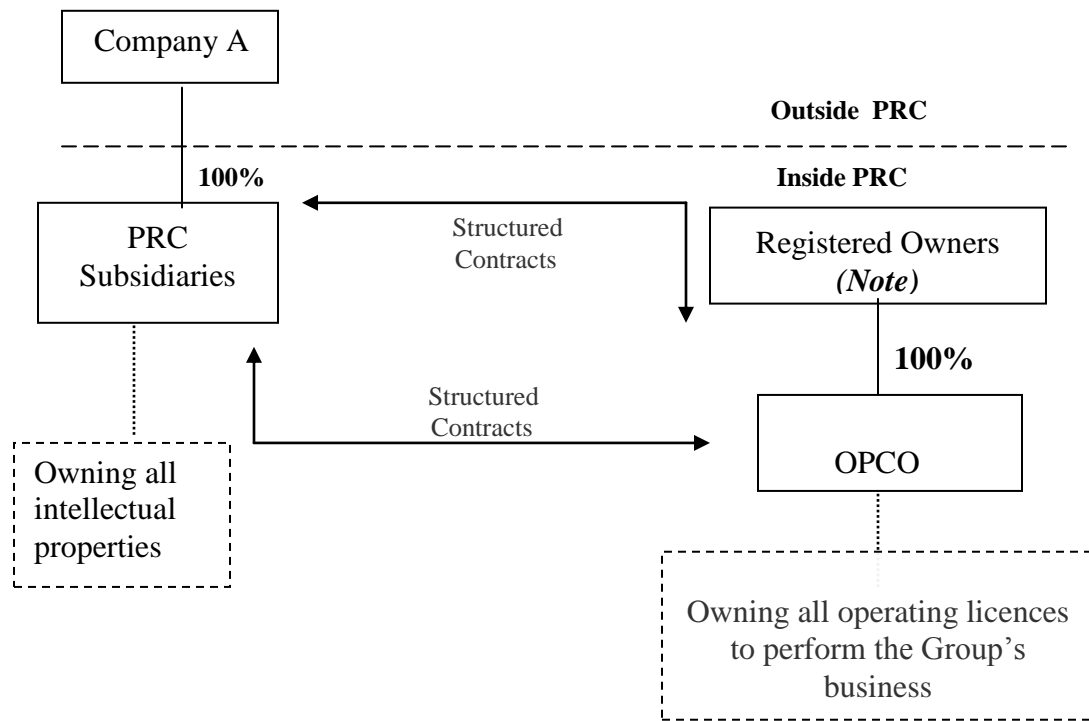 Company A
Outside PRC
100%
Inside PRC
PRC
Subsidiaries
Structured
Contracts
Registered Owners
(Note)
100%
Structured
Contracts
OPCO
Owning all
intellectual
properties
Owning all operating licences
to perform the Group’s
business